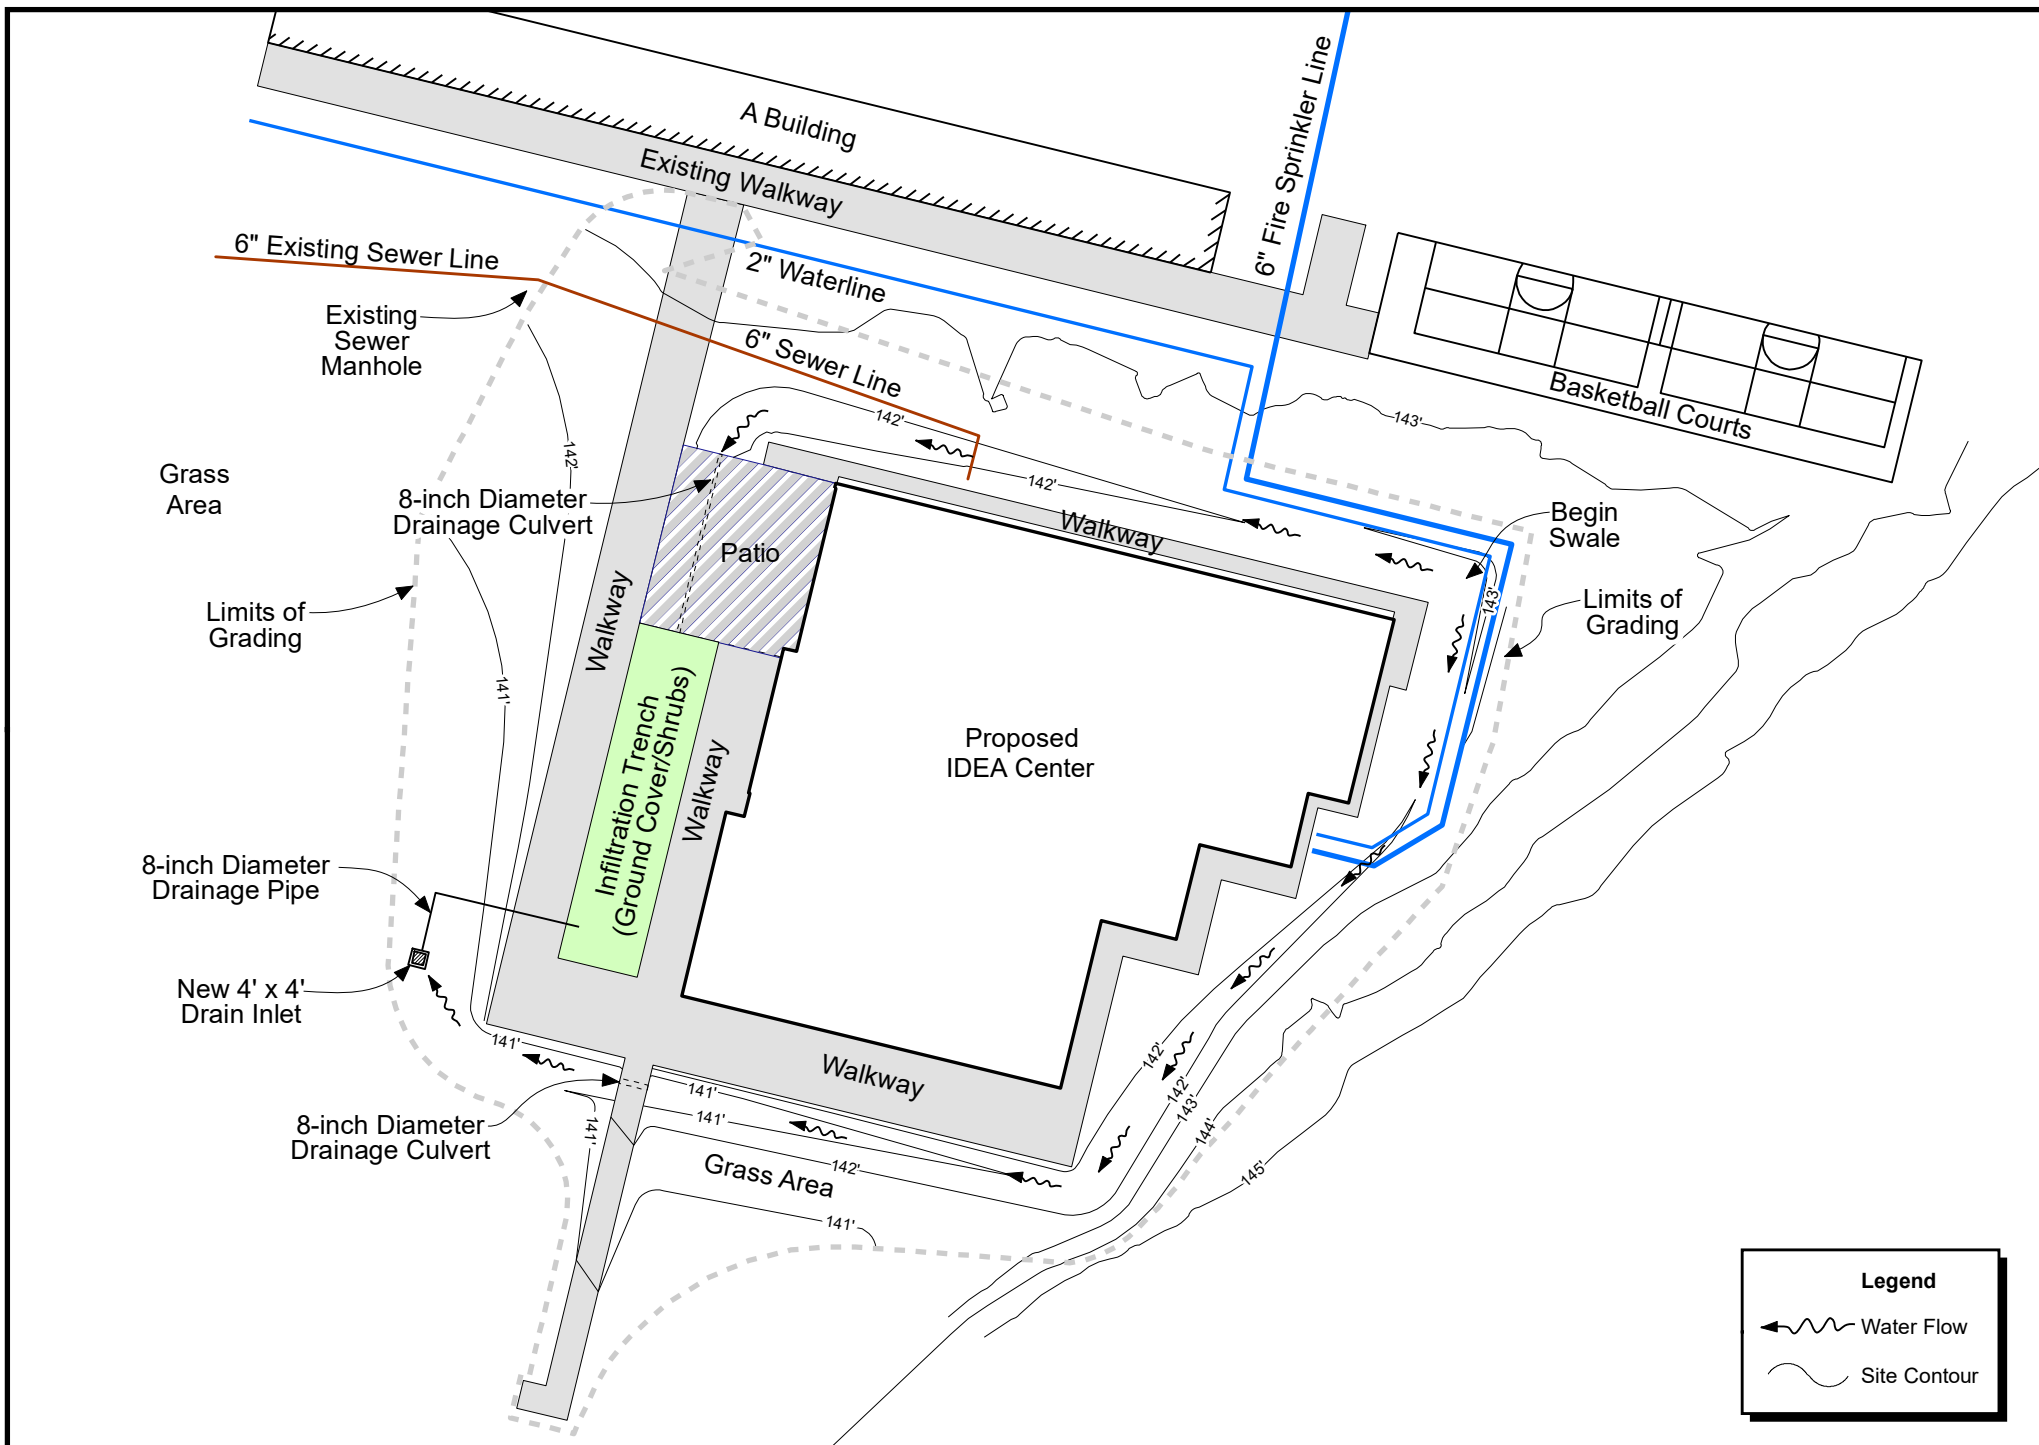 A Building
Existing Walkway
6" Fire Sprinkler Line
6" Existing Sewer Line
2" Waterline
Existing
Sewer
Manhole
6" Sewer Line
Basketball Courts
143'
142'
142'
142'
Grass
Area
8-inch Diameter
Drainage Culvert
Patio
Walkway
Begin
Swale
143'
Limits of
Grading
Limits of
Grading
Walkway
141'
Infiltration Trench
(Ground Cover/Shrubs)
Walkway
Proposed
IDEA Center
8-inch Diameter
Drainage Pipe
New 4' x 4'
Drain Inlet
141'
Walkway
142'
142'
143'
144'
145'
8-inch Diameter
Drainage Culvert
141'
141'
141'
142'
Grass Area
141'
Legend
Water Flow
Site Contour